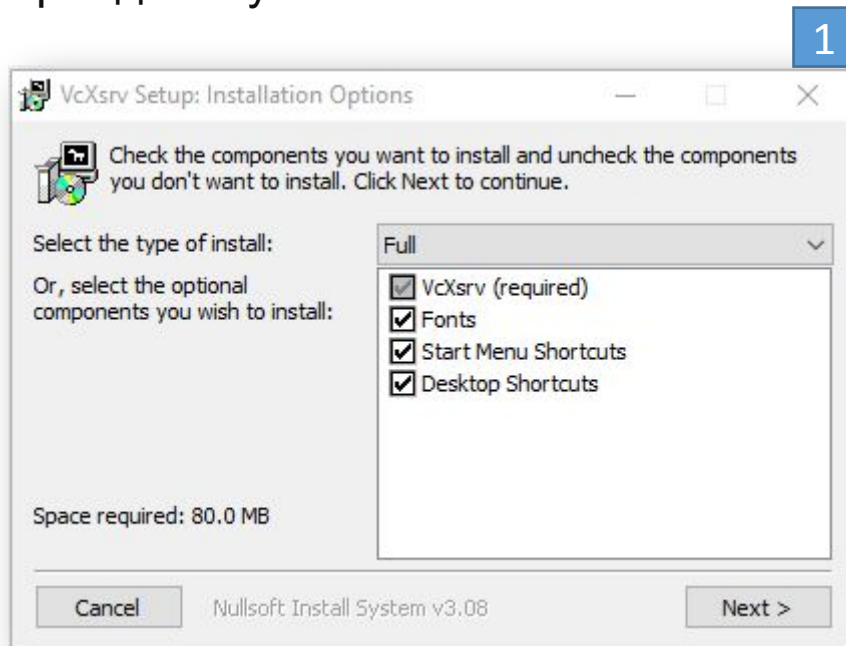 1
VcXsrv Setup: Installation Options
Check the components you want to install and uncheck the components
you don't want to install. Click Next to continue.
Select the type of install:
Full
Or, select the optional
components you wish to install:
VcXsrv (required)
Fonts
Start Menu Shortcuts
Desktop Shortcuts
Space required: 80.0 MB
Cancel
Nullsoft Install System v3.08
Next >